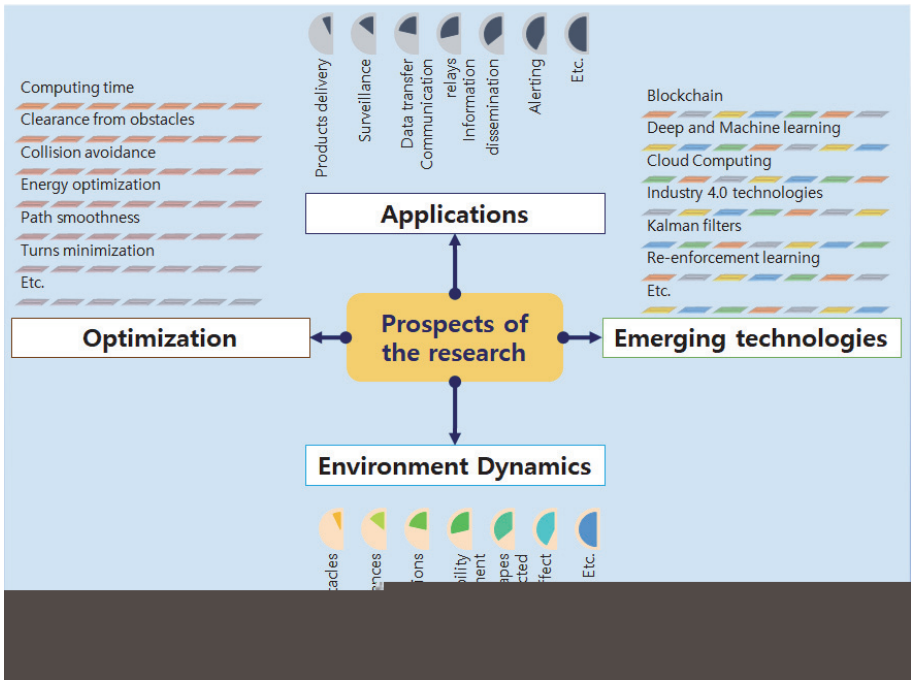 Products delivery
Surveillance
Data transfer
Communication
relays
Information
dissemination
Alerting
Etc.
Applications
Computing time
Clearance from obstacles
Collision avoidance
Energy optimization
Path smoothness
Turns minimization
Etc.
Optimization
Prospects of
the research
Blockchain
Deep and Machine learning
Cloud Computing
Industry 4.0 technologies
Kalman filters
Re-enforcement learning
Etc.
Emerging technologies
Environment Dynamics
Etc.